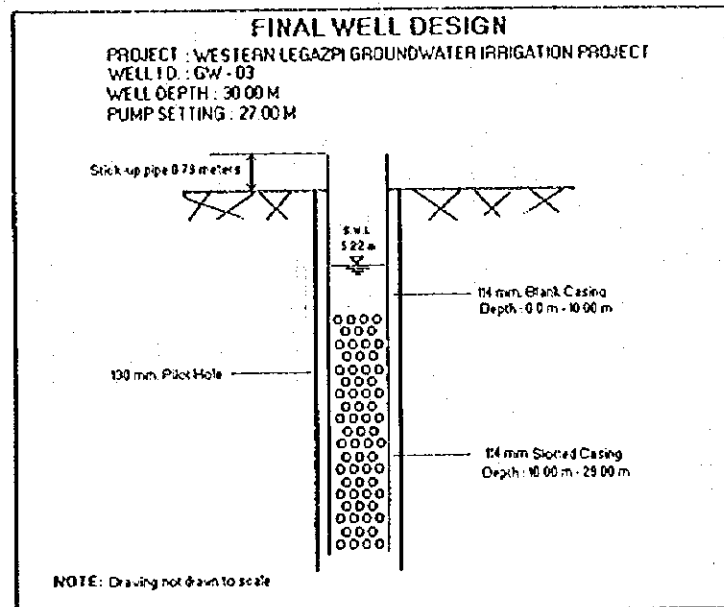 FINAL WELL DESIGN
PROJECT : WESTERN LEGAZPI GROUNDWATER IRRIGATION PROJECT
WELL I D. : GW - 03
WELL DEPTH : 30 00 M
PUMP SETTING : 27.00 M
Stick-up pipe 0.73 meters
S.W.L
5.22 m
114 mm. Blank Casing
Depth : 0.0 m - 10.00 m
Pilot Hole
114 mm Slotted Casing
Depth : 10.00 m - 29.00 m
NOTE: Drawing not drawn to scale